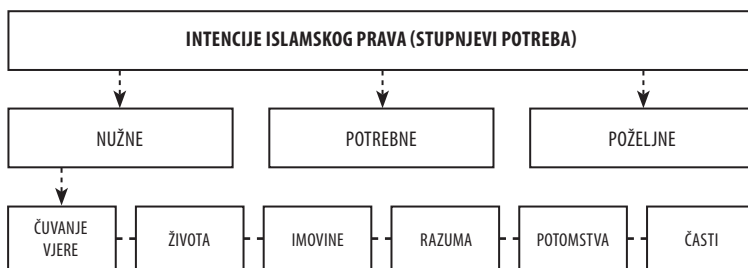 INTENCIJE ISLAMSKOG PRAVA (STUPNJEVI POTREBA)
NUŽNE
POTREBNE
POŽELJNE
ČUVANJE
VJERE
ŽIVOTA
IMOVINE
RAZUMA
POTOMSTVA
ČASTI